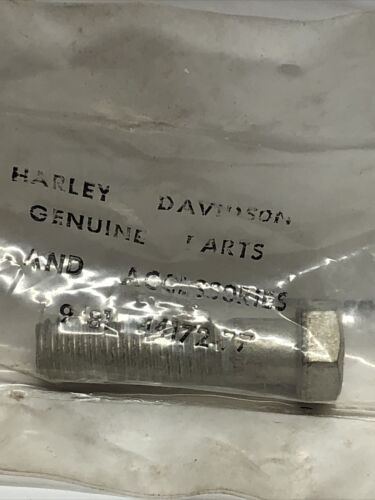 HARLEY DAVIDSON
GENUINE PARTS
AND ACCESSORIES